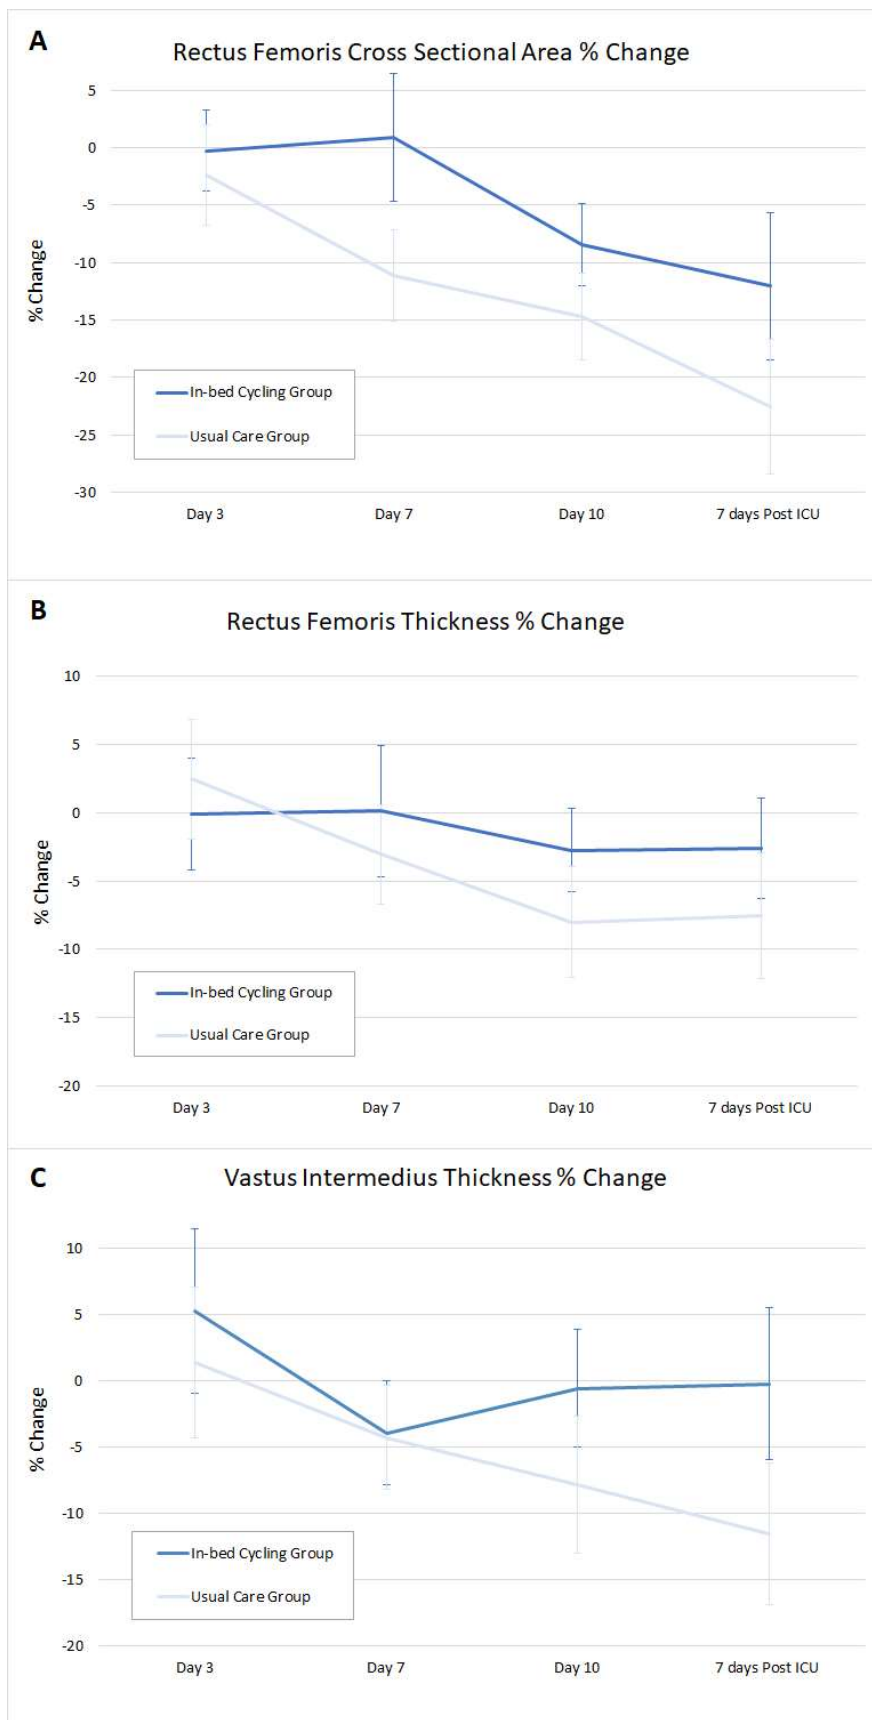 A
Rectus Femoris Cross Sectional Area % Change
5
0
-5
-10
-15
-20
-25
-30
% Change
In-bed Cycling Group
Usual Care Group
Day 3 Day 7 Day 10 7 days Post ICU
B
Rectus Femoris Thickness % Change
10
5
0
-5
-10
-15
-20
% Change
In-bed Cycling Group
Usual Care Group
Day 3 Day 7 Day 10 7 days Post ICU
C
Vastus Intermedius Thickness % Change
10
5
0
-5
-10
-15
-20
% Change
In-bed Cycling Group
Usual Care Group
Day 3 Day 7 Day 10 7 days Post ICU